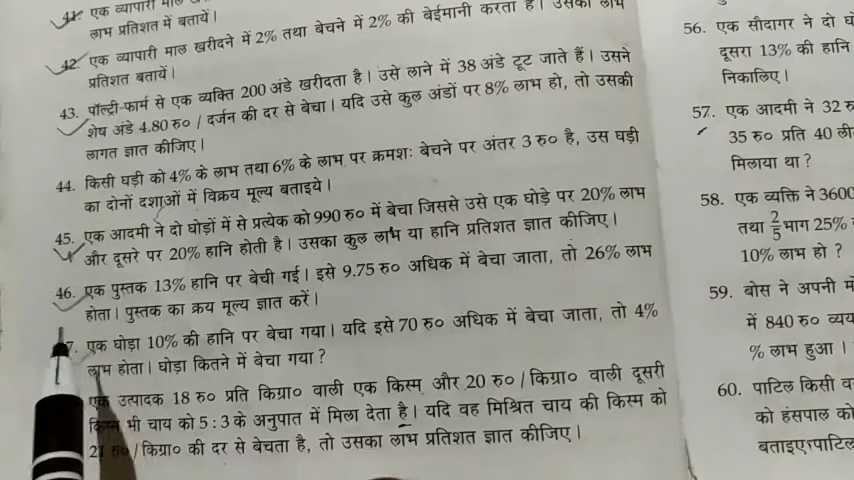 41. एक व्यापारी माल
लाभ प्रतिशत में बतायें।
42. एक व्यापारी माल खरीदने में 2% तथा बेचने में 2% की बेईमानी करता है। उसका लाभ
प्रतिशत बतायें।
43. पॉल्ट्री-फार्म से एक व्यक्ति 200 अंडे खरीदता है। उसे लाने में 38 अंडे टूट जाते हैं। उसने
शेष अंडे 4.80 रु० / दर्जन की दर से बेचा। यदि उसे कुल अंडों पर 8% लाभ हो, तो उसकी
लागत ज्ञात कीजिए।
44. किसी घड़ी को 4% के लाभ तथा 6% के लाभ पर क्रमशः बेचने पर अंतर 3 रु० है, उस घड़ी
का दोनों दशाओं में विक्रय मूल्य बताइये।
45. एक आदमी ने दो घोड़ों में से प्रत्येक को 990 रु० में बेचा जिससे उसे एक घोड़े पर 20% लाभ
और दूसरे पर 20% हानि होती है। उसका कुल लाभ या हानि प्रतिशत ज्ञात कीजिए।
46. एक पुस्तक 13% हानि पर बेची गई। इसे 9.75 रु० अधिक में बेचा जाता, तो 26% लाभ
होता। पुस्तक का क्रय मूल्य ज्ञात करें।
7. एक घोड़ा 10% की हानि पर बेचा गया। यदि इसे 70 रु० अधिक में बेचा जाता, तो 4%
लाभ होता। घोड़ा कितने में बेचा गया?
एक उत्पादक 18 रु० प्रति किग्रा० वाली एक किस्म और 20 रु० / किग्रा० वाली दूसरी
किस्म भी चाय को 5 : 3 के अनुपात में मिला देता है। यदि वह मिश्रित चाय की किस्म को
21 रु० / किग्रा० की दर से बेचता है, तो उसका लाभ प्रतिशत ज्ञात कीजिए।
56. एक सौदागर ने दो घो
दूसरा 13% की हानि
निकालिए।
57. एक आदमी ने 32 रु
35 रु० प्रति 40 ली
मिलाया था?
58. एक व्यक्ति ने 3600
तथा 2/5 भाग 25%
10% लाभ हो?
59. बोस ने अपनी म
में 840 रु० व्यय
% लाभ हुआ।
60. पाटिल किसी व
को हंसपाल को
बताइए पाटिल